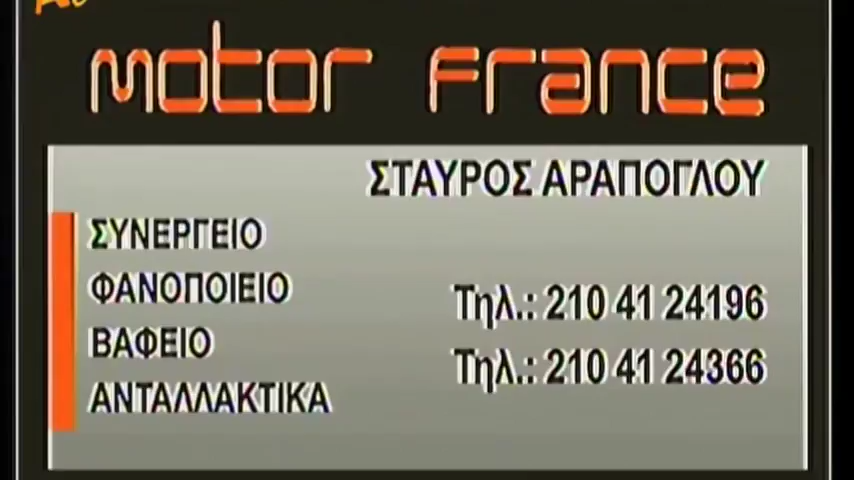 motor france
ΣΤΑΥΡΟΣ ΑΡΑΠΟΓΛΟΥ
ΣΥΝΕΡΓΕΙΟ
ΦΑΝΟΠΟΙΕΙΟ
ΒΑΦΕΙΟ
ΑΝΤΑΛΛΑΚΤΙΚΑ
Τηλ.: 210 41 24196
Τηλ.: 210 41 24366